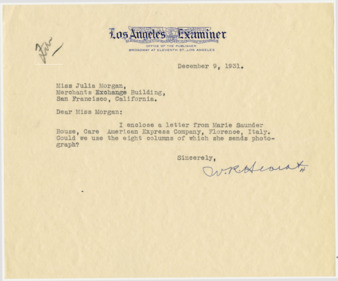 Los Angeles Examiner
OFFICE OF THE PUBLISHER
BROADWAY AT ELEVENTH ST., LOS ANGELES
December 9, 1931.
Miss Julia Morgan,
Merchants Exchange Building,
San Francisco, California.
Dear Miss Morgan:
I enclose a letter from Marie Saunder
House, Care American Express Company, Florence, Italy.
Could we use the eight columns of which she sends photo-
graph?
Sincerely,
W. R. Hearst